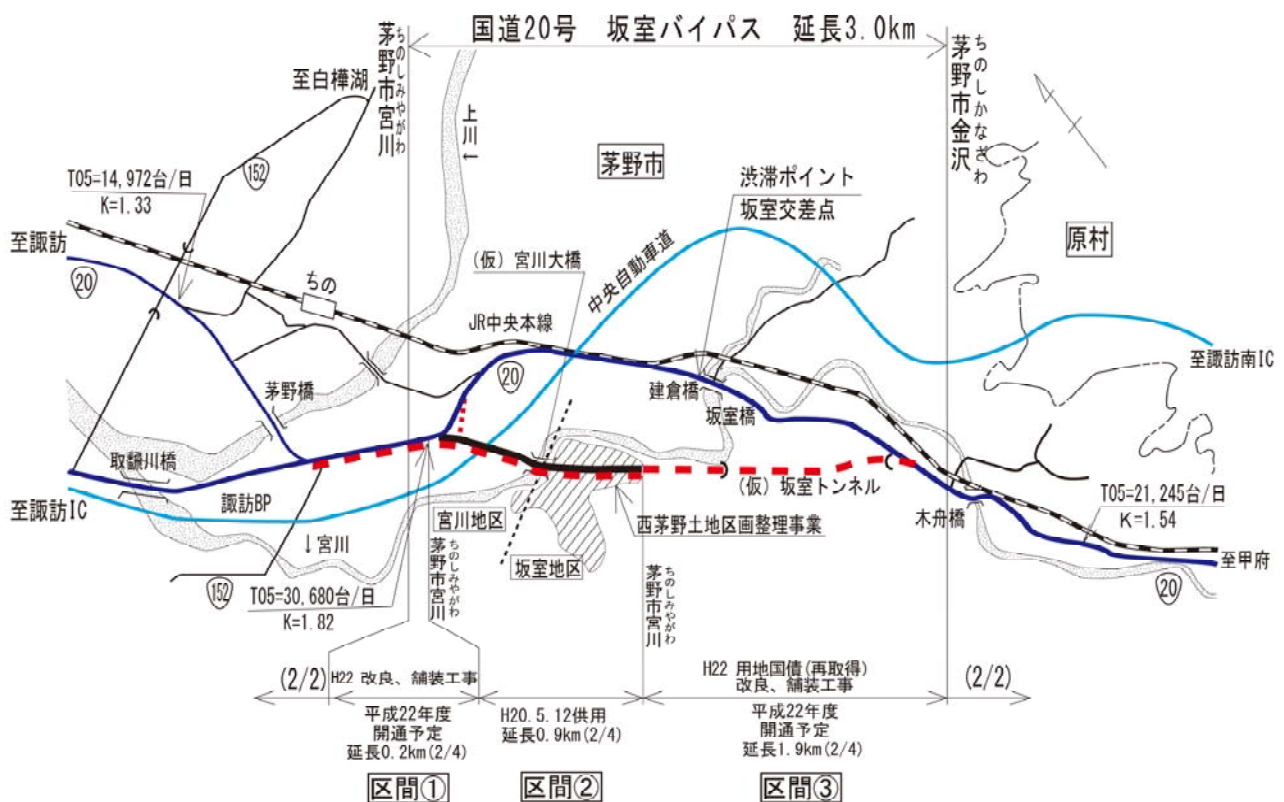 国道20号 坂室バイパス 延長3.0km
茅野市宮川
ちのしみやがわ
茅野市金沢
ちのしかなざわ
至白樺湖
上川←
茅野市
原村
152
T05=14,972台/日
K=1.33
渋滞ポイント
坂室交差点
至諏訪
20
(仮)宮川大橋
中央自動車道
ちの
JR中央本線
20
至諏訪南IC
茅野橋
建倉橋
坂室橋
取替川橋
諏訪BP
至諏訪IC
(仮)坂室トンネル
宮川地区
西茅野土地区画整理事業
木舟橋
T05=21,245台/日
K=1.54
↓宮川
坂室地区
至甲府
20
152
T05=30,680台/日
K=1.82
茅野市宮川
ちのしみやがわ
茅野市宮川
ちのしみやがわ
(2/2)
H22 改良、舗装工事
H22 用地国債(再取得)
改良、舗装工事
(2/2)
平成22年度
開通予定
延長0.2km(2/4)
H20.5.12供用
延長0.9km(2/4)
平成22年度
開通予定
延長1.9km(2/4)
区間①
区間②
区間③